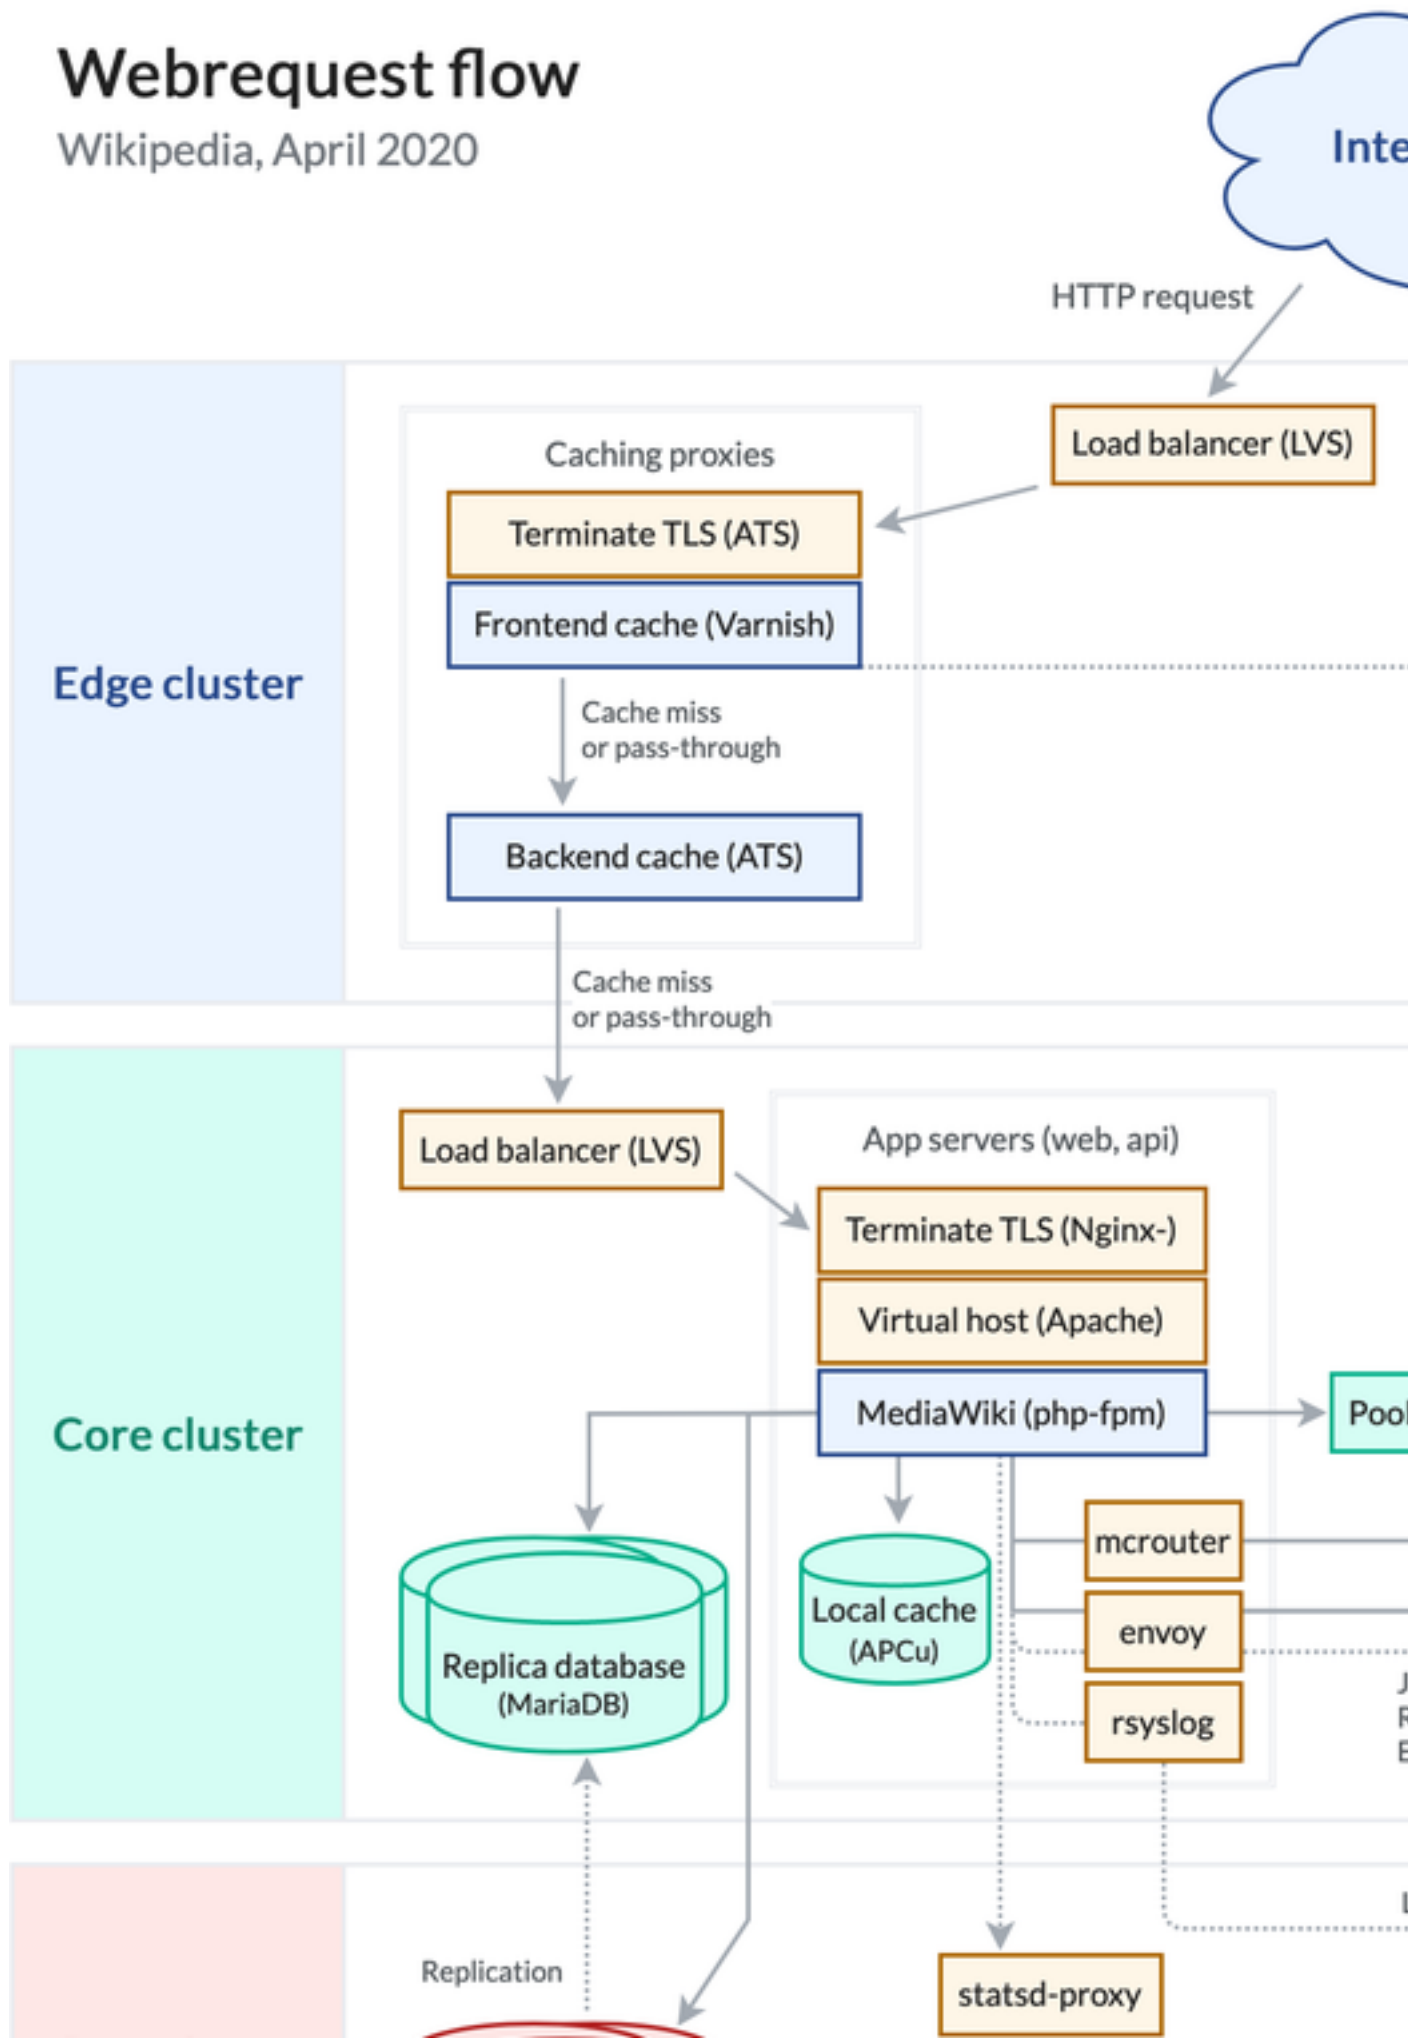 Webrequest flow
Wikipedia, April 2020
Inte
HTTP request
Load balancer (LVS)
Caching proxies
Terminate TLS (ATS)
Frontend cache (Varnish)
Edge cluster
Cache miss
or pass-through
Backend cache (ATS)
Cache miss
or pass-through
Load balancer (LVS)
App servers (web, api)
Terminate TLS (Nginx-)
Virtual host (Apache)
MediaWiki (php-fpm)
Pool
Core cluster
mcrouter
Local cache
(APCu)
envoy
Replica database
(MariaDB)
rsyslog
J
R
E
L
Replication
statsd-proxy